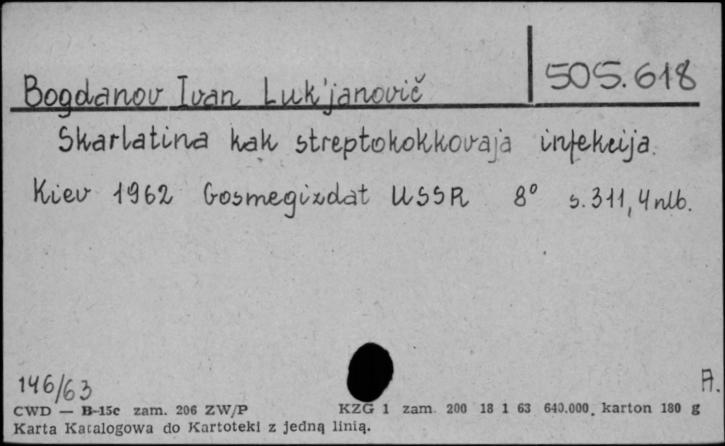 505.618
Bogdanov Ivan Luk'janovič
Skarlatina kak streptokokkovaja infekcija.
Kiev 1962 Gosmegizdat USSR 8° s. 311, 4 nlb.
146/63
A.
CWD — B-15c zam. 206 ZW/P KZG 1 zam. 200 18 1 63 640.000, karton 180 g
Karta Katalogowa do Kartoteki z jedną linią.